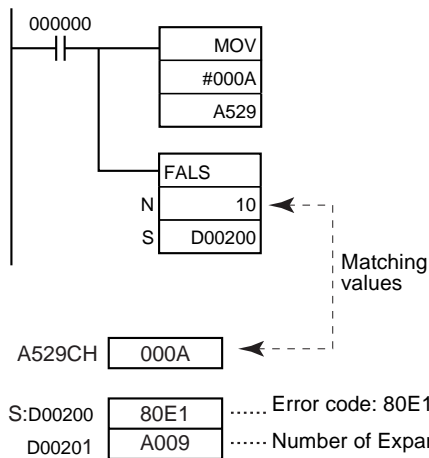 000000
MOV
#000A
A529
FALS
N 10
S D00200
Matching
values
A529CH 000A
S:D00200 80E1 ...... Error code: 80E1
D00201 A009 ...... Number of